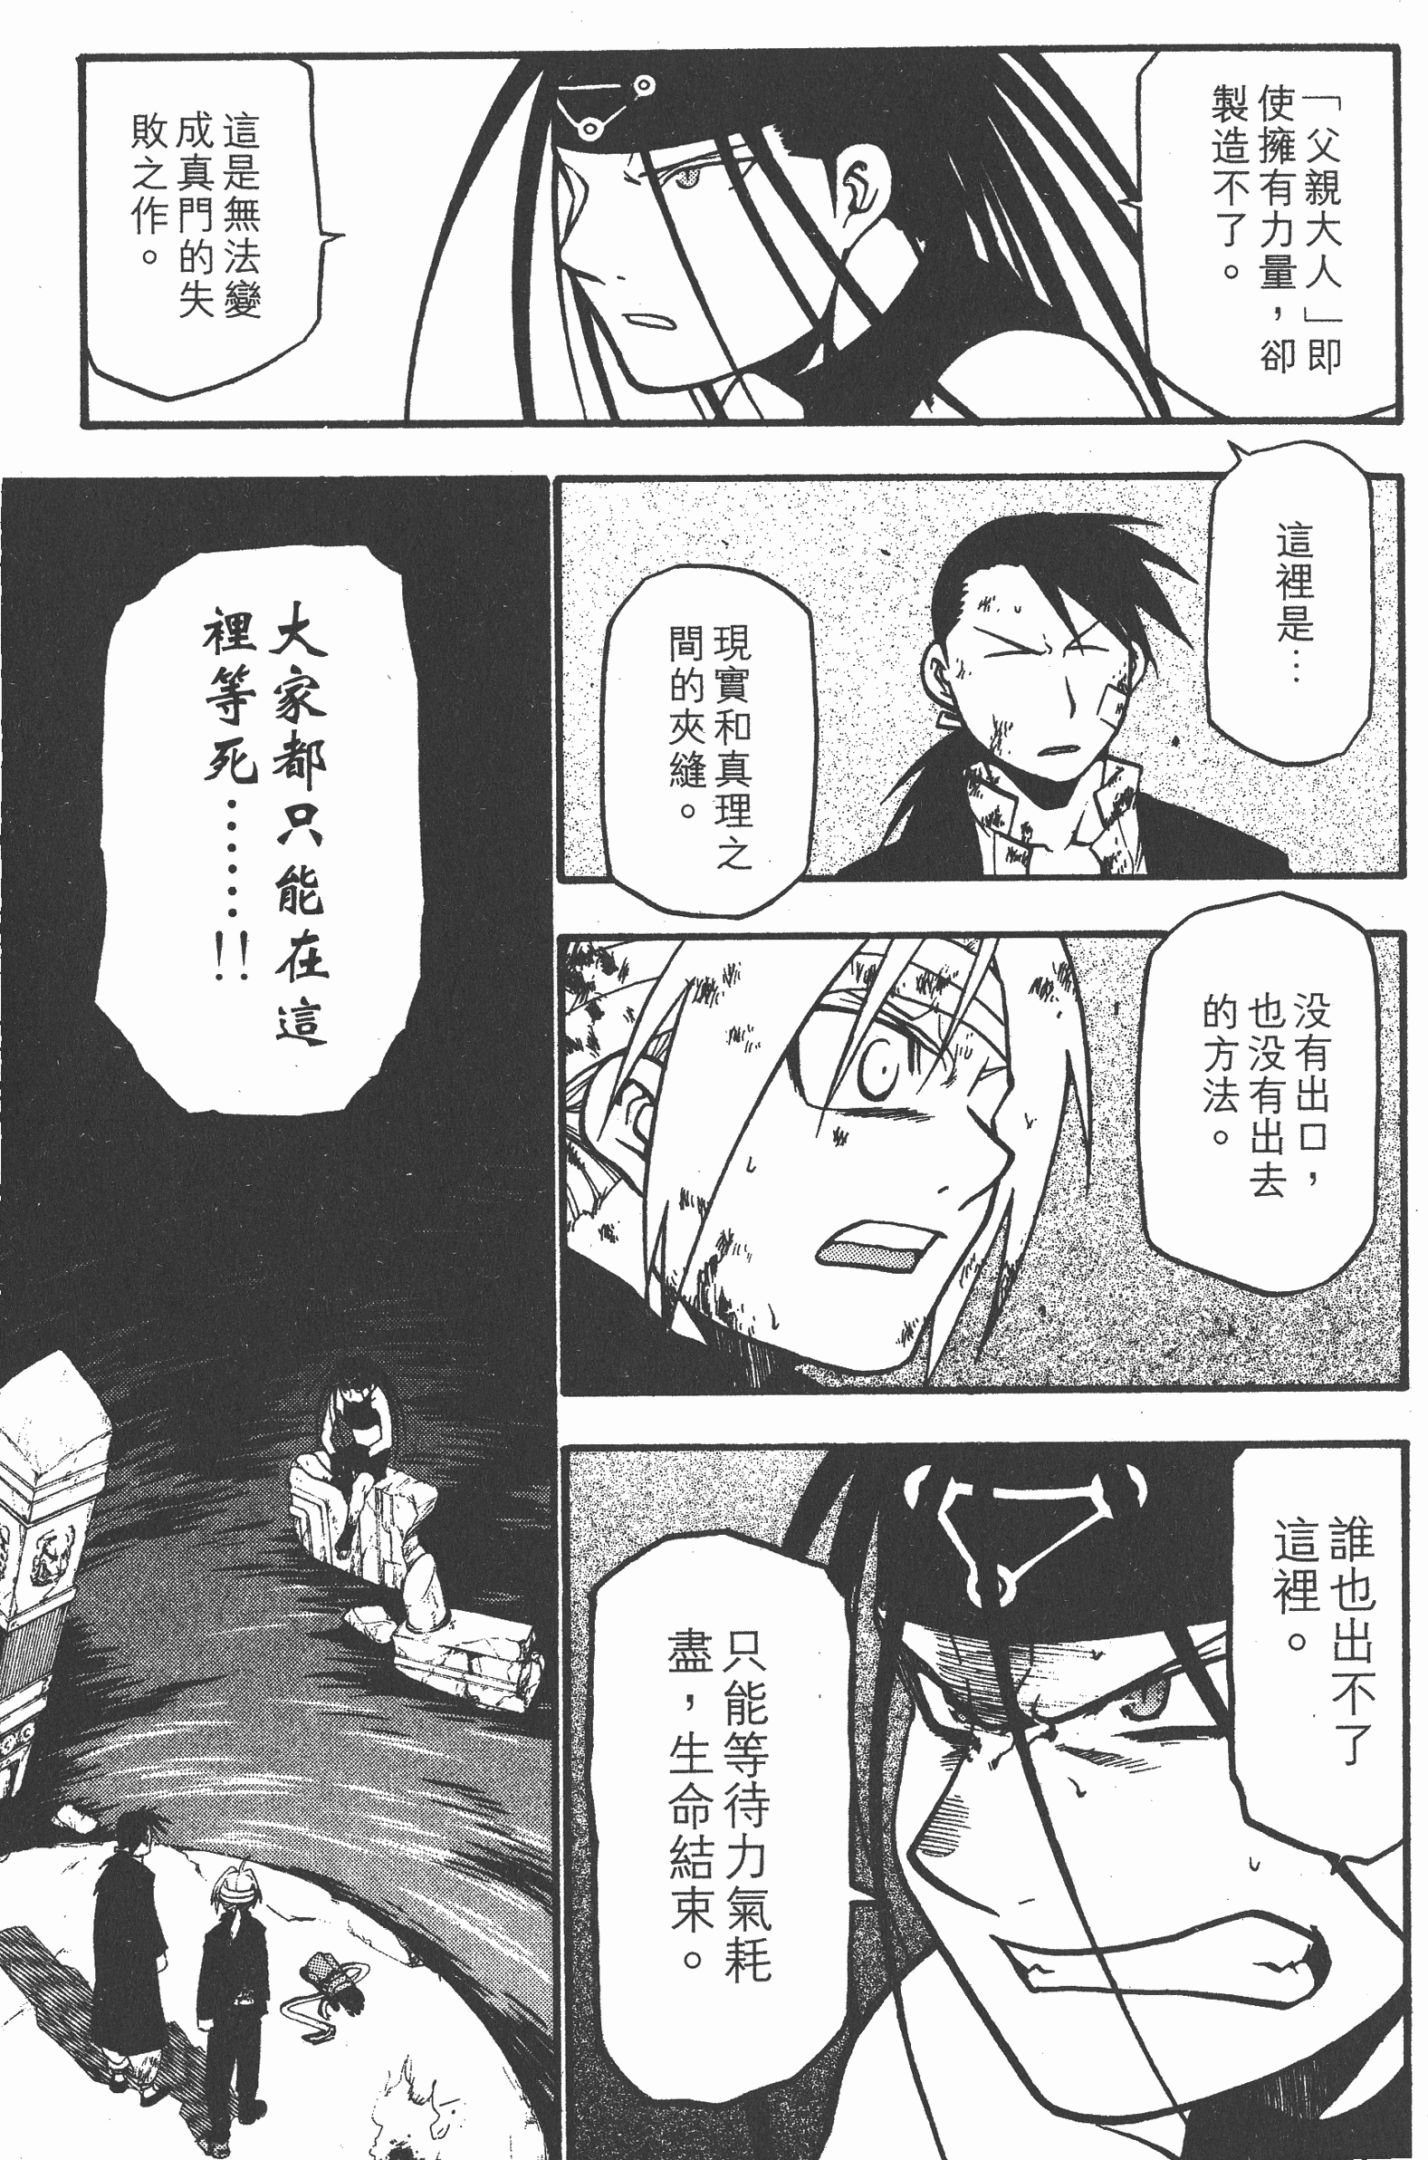 「父親大人」即
使擁有力量，卻
製造不了。
這是無法變
成真門的失
敗之作。
這裡是…
現實和真理之
間的夾縫。
没有出口，
也没有出去
的方法。
誰也出不了
這裡。
只能等待力氣耗
盡，生命結束。
大家都只能在這
裡等死……!!